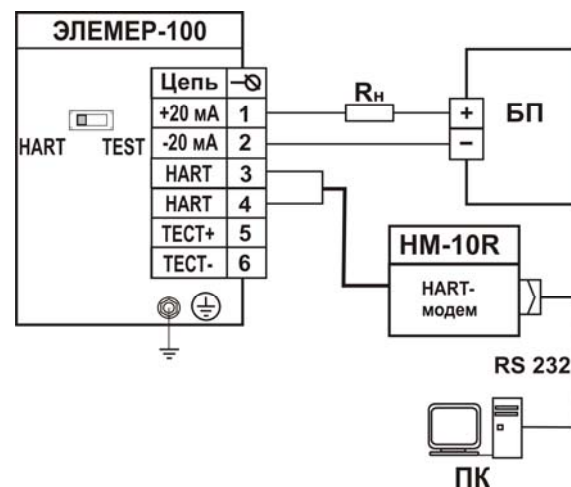 ЭЛЕМЕР-100
Цепь
+20 мА 1
-20 мА 2
HART 3
HART 4
ТЕСТ+ 5
ТЕСТ- 6
HART TEST
Rн
+
−
БП
HM-10R
HART-
модем
RS 232
ПК